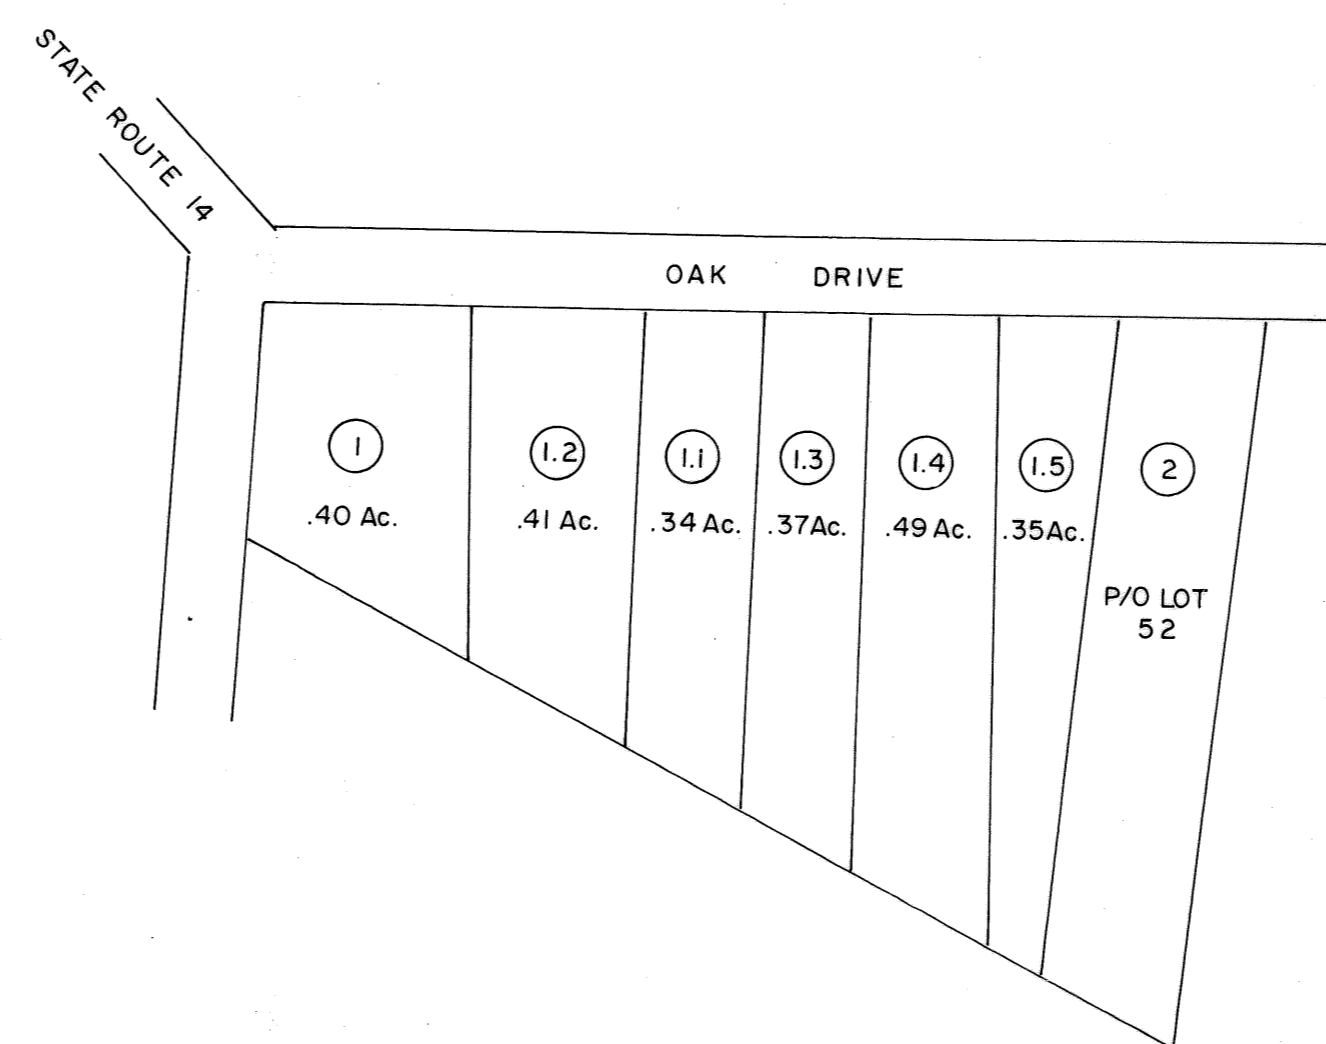 STATE ROUTE 14
OAK DRIVE
1
1.2
1.1
1.3
1.4
1.5
2
.40 Ac.
.41 Ac.
.34 Ac.
.37Ac.
.49 Ac.
.35Ac.
P/O LOT
52